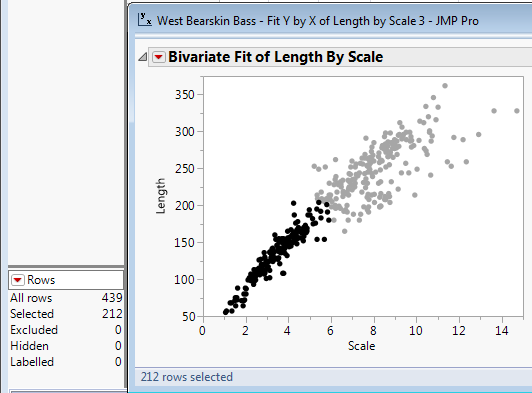 West Bearskin Bass - Fit Y by X of Length by Scale 3 - JMP Pro
Bivariate Fit of Length By Scale
350
300
250
200
150
100
50
Length
0 2 4 6 8 10 12 14
Scale
212 rows selected
Rows
All rows 439
Selected 212
Excluded 0
Hidden 0
Labelled 0